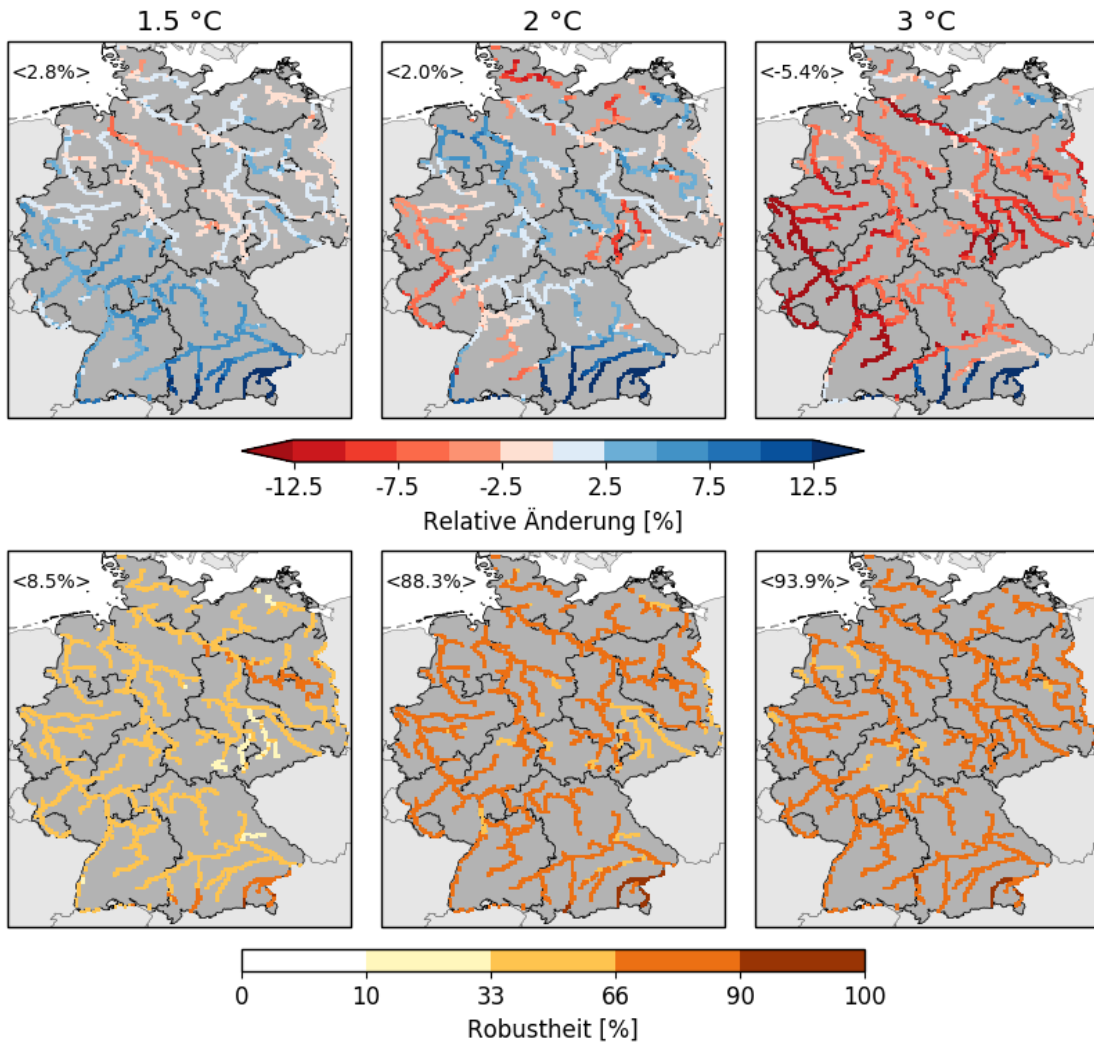 1.5 °C 2 °C 3 °C
<2.8%> <2.0%> <-5.4%>
-12.5 -7.5 -2.5 2.5 7.5 12.5
Relative Änderung [%]
<8.5%> <88.3%> <93.9%>
0 10 33 66 90 100
Robustheit [%]